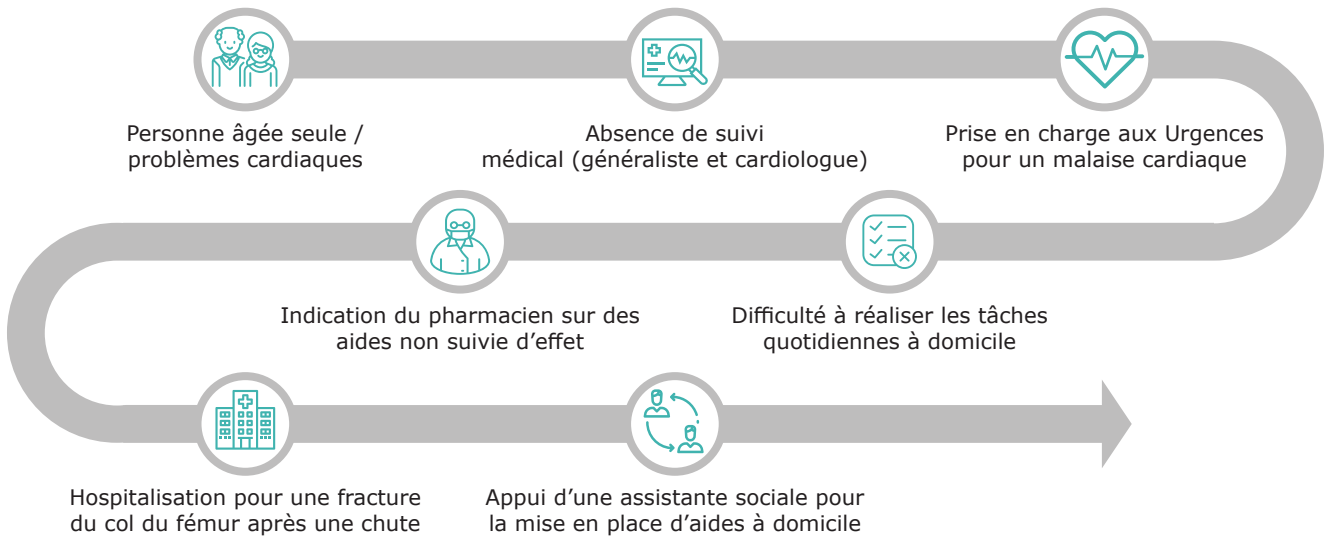 Personne âgée seule /
problèmes cardiaques
Absence de suivi
médical (généraliste et cardiologue)
Prise en charge aux Urgences
pour un malaise cardiaque
Difficulté à réaliser les tâches
quotidiennes à domicile
Indication du pharmacien sur des
aides non suivie d’effet
Hospitalisation pour une fracture
du col du fémur après une chute
Appui d’une assistante sociale pour
la mise en place d’aides à domicile